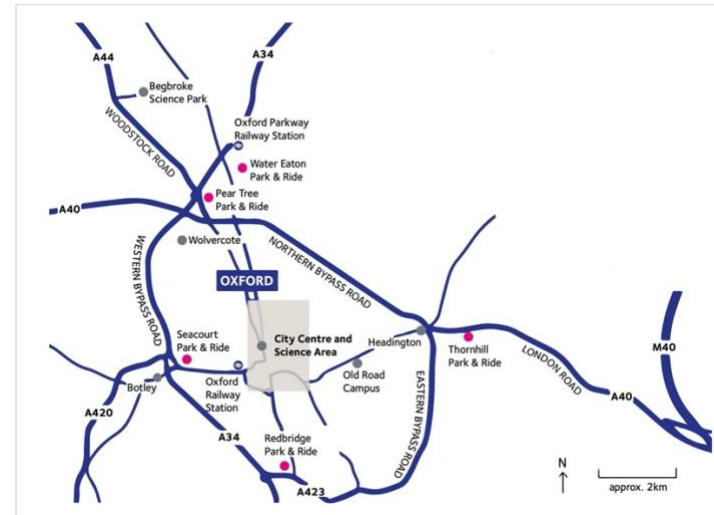 A44
A34
Begbroke
Science Park
WOODSTOCK ROAD
Oxford Parkway
Railway Station
Water Eaton
Park & Ride
Pear Tree
Park & Ride
A40
Wolvercote
WESTERN BYPASS ROAD
NORTHERN BYPASS ROAD
OXFORD
Seacourt
Park & Ride
City Centre and
Science Area
Headington
Thornhill
Park & Ride
LONDON ROAD
M40
Botley
Oxford
Railway
Station
Old Road
Campus
EASTERN BYPASS ROAD
A40
A420
A34
Redbridge
Park & Ride
A423
N
approx. 2km